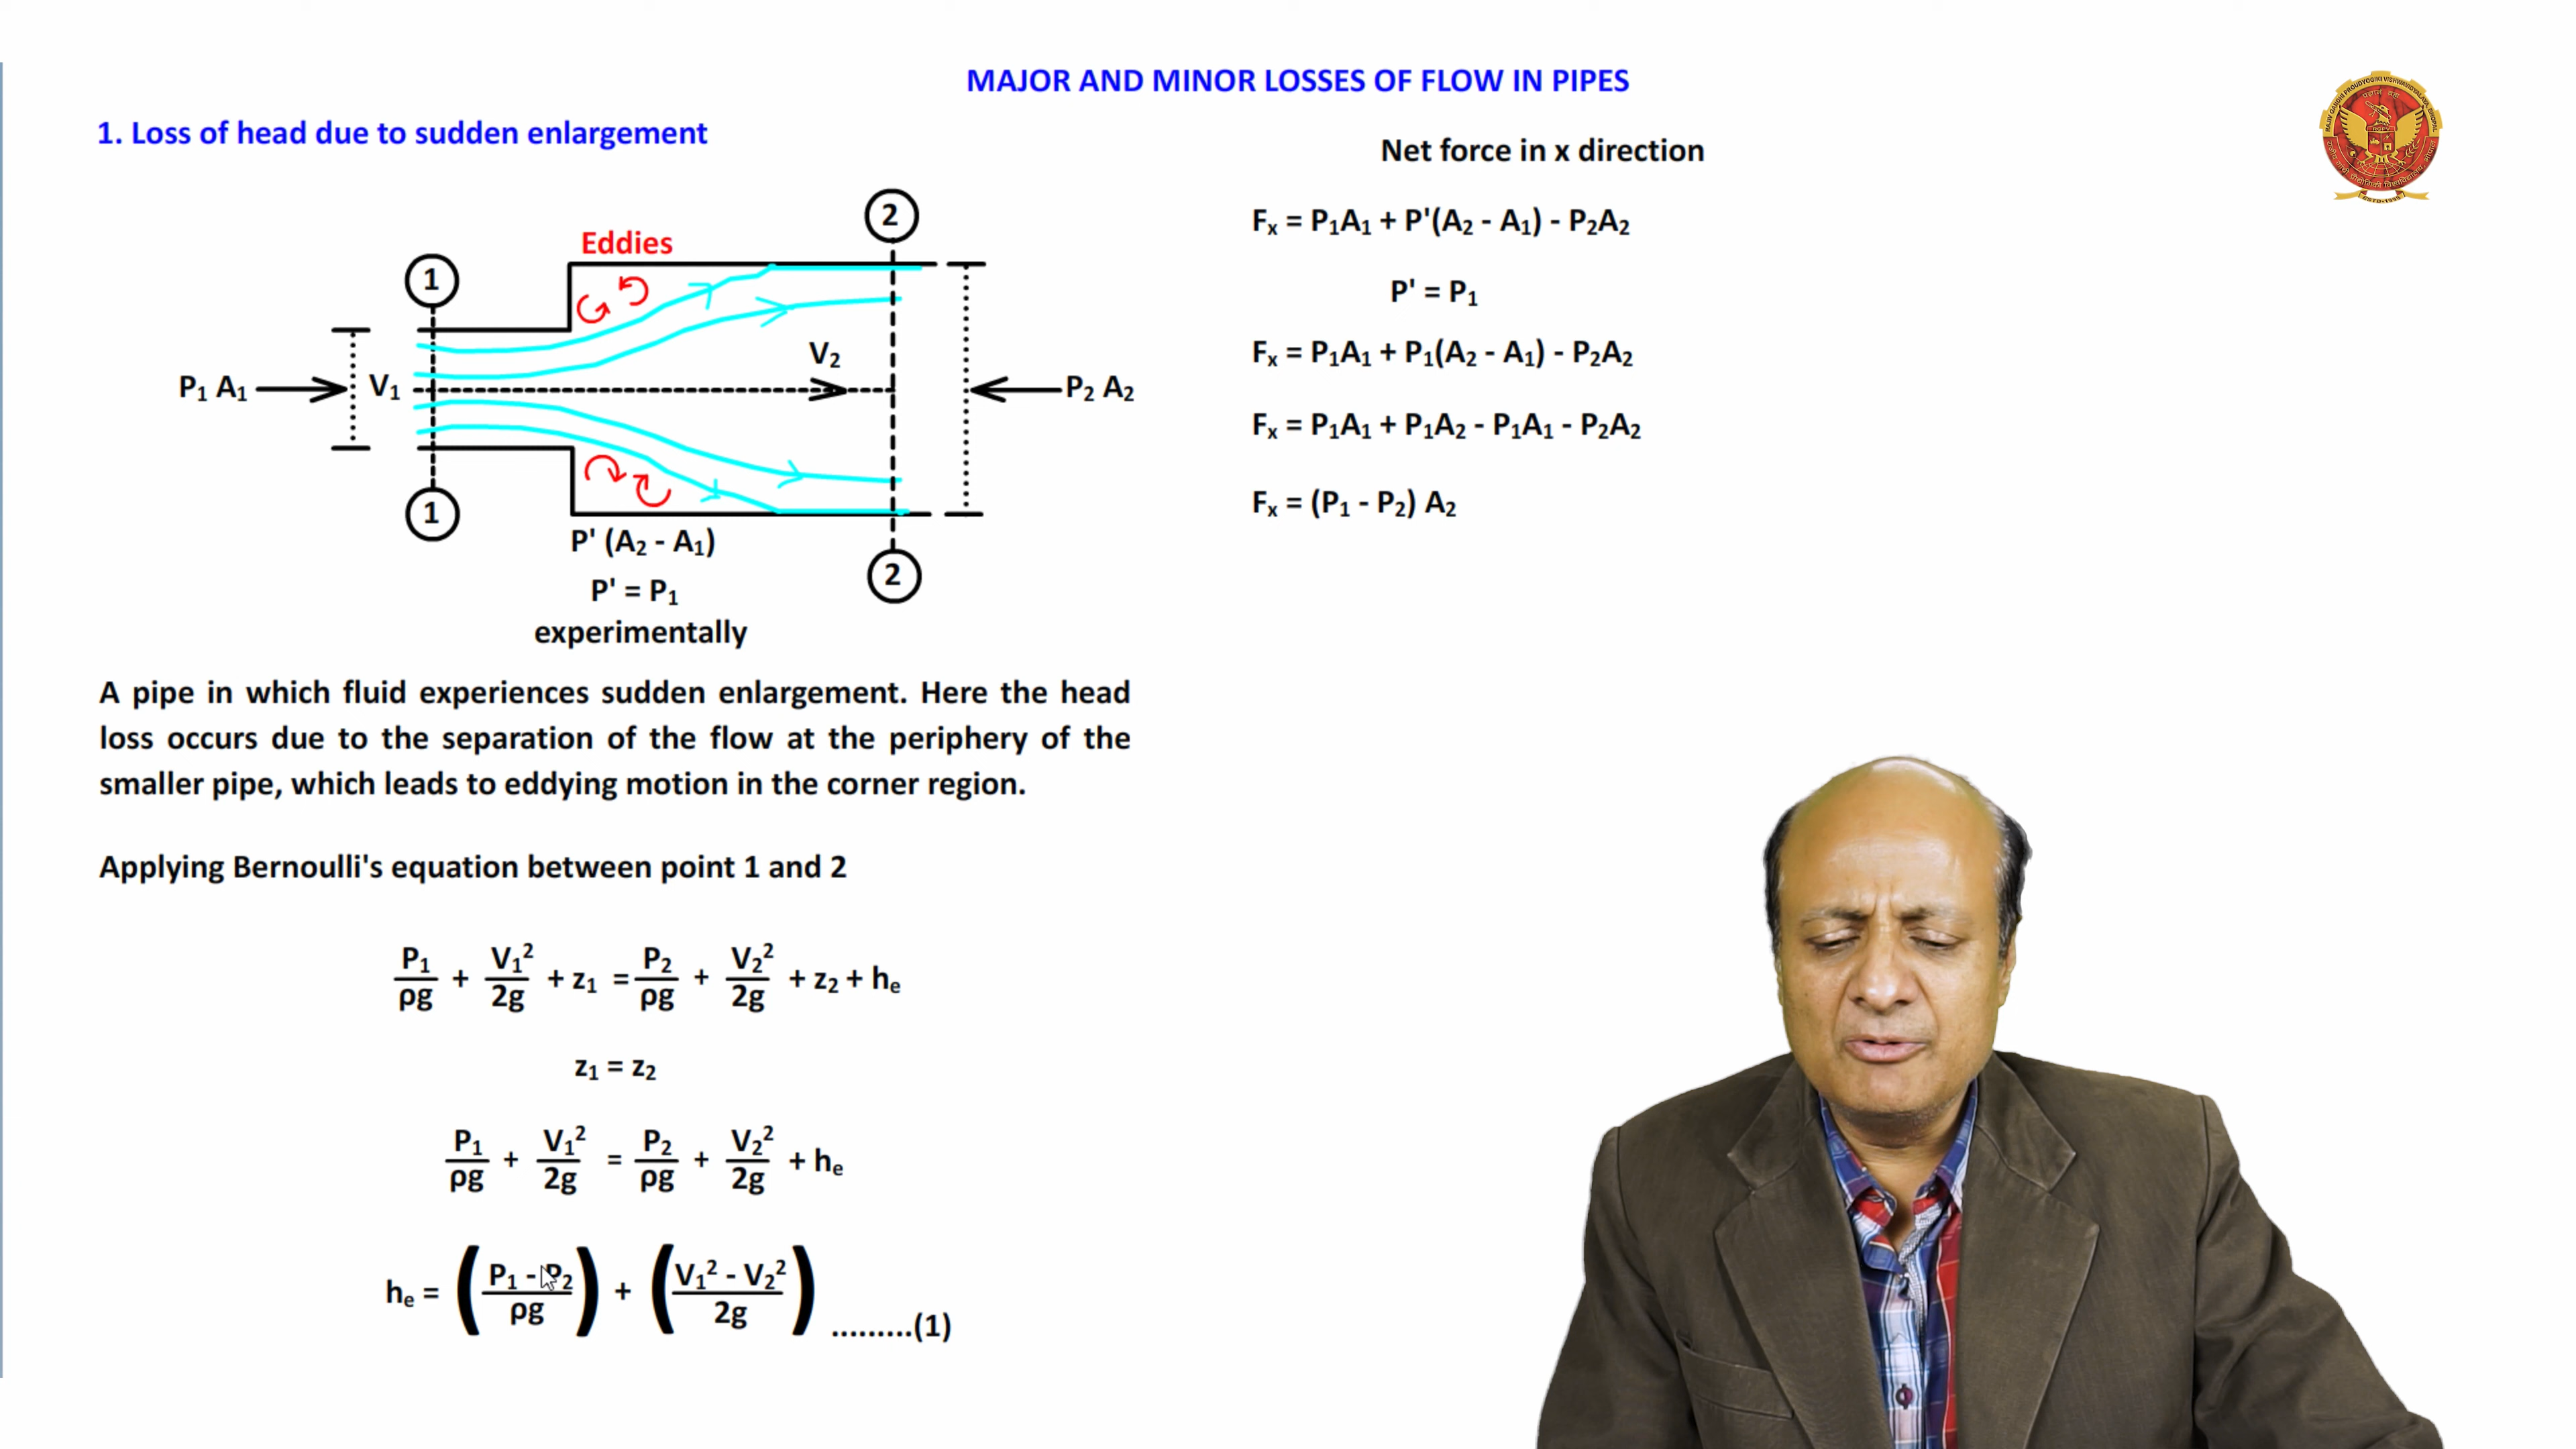 MAJOR AND MINOR LOSSES OF FLOW IN PIPES
1. Loss of head due to sudden enlargement
Eddies
2
1
P₁ A₁
V₁
V₂
P₂ A₂
1
2
P' (A₂ - A₁)
P' = P₁
experimentally
A pipe in which fluid experiences sudden enlargement. Here the head
loss occurs due to the separation of the flow at the periphery of the
smaller pipe, which leads to eddying motion in the corner region.
Applying Bernoulli's equation between point 1 and 2
P₁/ρg + V₁²/2g + z₁ = P₂/ρg + V₂²/2g + z₂ + hₑ
z₁ = z₂
P₁/ρg + V₁²/2g = P₂/ρg + V₂²/2g + hₑ
hₑ = (P₁ - P₂/ρg) + (V₁² - V₂²/2g) .........(1)
Net force in x direction
Fₓ = P₁A₁ + P'(A₂ - A₁) - P₂A₂
P' = P₁
Fₓ = P₁A₁ + P₁(A₂ - A₁) - P₂A₂
Fₓ = P₁A₁ + P₁A₂ - P₁A₁ - P₂A₂
Fₓ = (P₁ - P₂) A₂